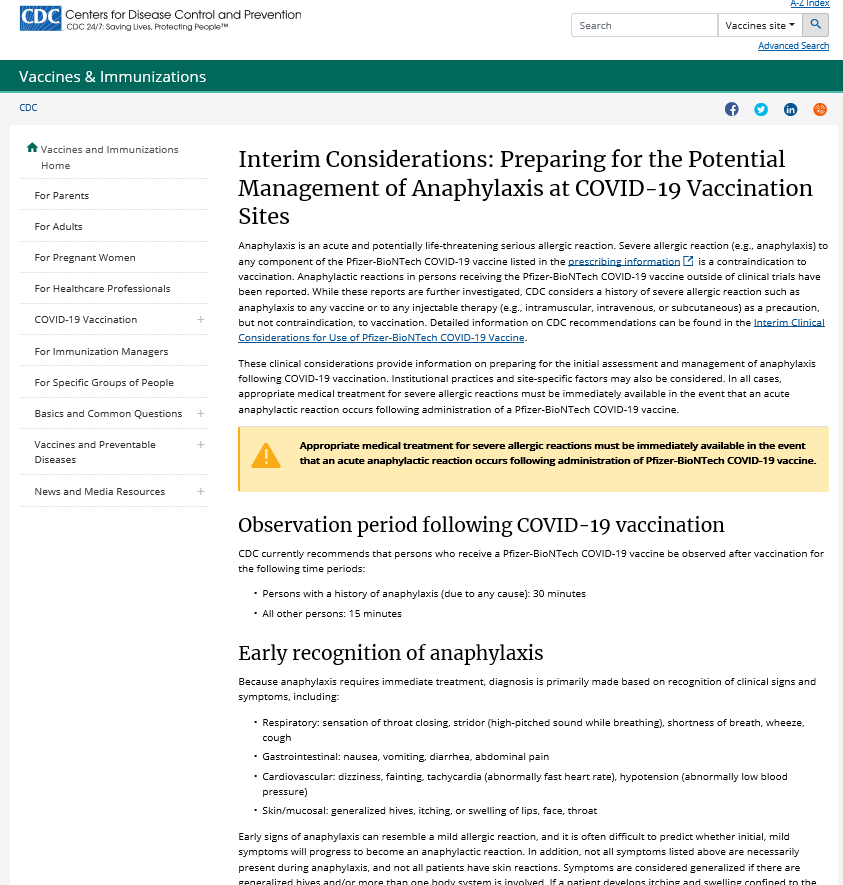 A-Z Index
CDC
Centers for Disease Control and Prevention
CDC 24/7: Saving Lives. Protecting People™
Search
Vaccines site
Advanced Search
Vaccines & Immunizations
CDC
Vaccines and Immunizations
Home
For Parents
For Adults
For Pregnant Women
For Healthcare Professionals
COVID-19 Vaccination
For Immunization Managers
For Specific Groups of People
Basics and Common Questions
Vaccines and Preventable
Diseases
News and Media Resources
Interim Considerations: Preparing for the Potential
Management of Anaphylaxis at COVID-19 Vaccination
Sites
Anaphylaxis is an acute and potentially life-threatening serious allergic reaction. Severe allergic reaction (e.g., anaphylaxis) to
any component of the Pfizer-BioNTech COVID-19 vaccine listed in the prescribing information is a contraindication to
vaccination. Anaphylactic reactions in persons receiving the Pfizer-BioNTech COVID-19 vaccine outside of clinical trials have
been reported. While these reports are further investigated, CDC considers a history of severe allergic reaction such as
anaphylaxis to any vaccine or to any injectable therapy (e.g., intramuscular, intravenous, or subcutaneous) as a precaution,
but not contraindication, to vaccination. Detailed information on CDC recommendations can be found in the Interim Clinical
Considerations for Use of Pfizer-BioNTech COVID-19 Vaccine.
These clinical considerations provide information on preparing for the initial assessment and management of anaphylaxis
following COVID-19 vaccination. Institutional practices and site-specific factors may also be considered. In all cases,
appropriate medical treatment for severe allergic reactions must be immediately available in the event that an acute
anaphylactic reaction occurs following administration of a Pfizer-BioNTech COVID-19 vaccine.
Appropriate medical treatment for severe allergic reactions must be immediately available in the event
that an acute anaphylactic reaction occurs following administration of Pfizer-BioNTech COVID-19 vaccine.
Observation period following COVID-19 vaccination
CDC currently recommends that persons who receive a Pfizer-BioNTech COVID-19 vaccine be observed after vaccination for
the following time periods:
• Persons with a history of anaphylaxis (due to any cause): 30 minutes
• All other persons: 15 minutes
Early recognition of anaphylaxis
Because anaphylaxis requires immediate treatment, diagnosis is primarily made based on recognition of clinical signs and
symptoms, including:
• Respiratory: sensation of throat closing, stridor (high-pitched sound while breathing), shortness of breath, wheeze,
cough
• Gastrointestinal: nausea, vomiting, diarrhea, abdominal pain
• Cardiovascular: dizziness, fainting, tachycardia (abnormally fast heart rate), hypotension (abnormally low blood
pressure)
• Skin/mucosal: generalized hives, itching, or swelling of lips, face, throat
Early signs of anaphylaxis can resemble a mild allergic reaction, and it is often difficult to predict whether initial, mild
symptoms will progress to become an anaphylactic reaction. In addition, not all symptoms listed above are necessarily
present during anaphylaxis, and not all patients have skin reactions. Symptoms are considered generalized if there are
generalized hives and/or more than one body system is involved. If a patient develops itching and swelling confined to the